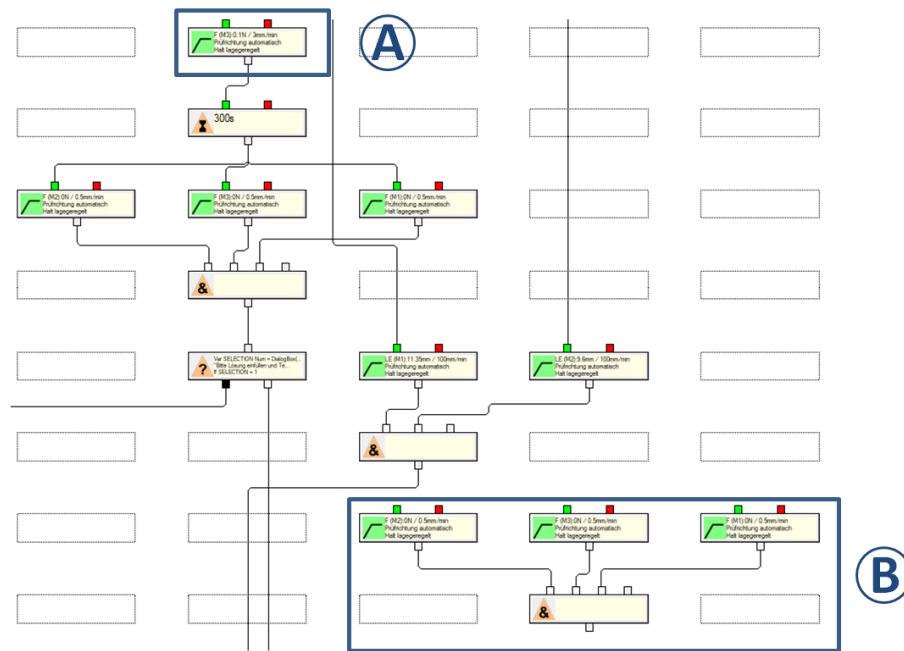 F (M3):0.1N / 3mm/min
Prüfrichtung automatisch
Halt lagegeregelt
A
300s
F (M2):0N / 0.5mm/min
Prüfrichtung automatisch
Halt lagegeregelt
F (M3):0N / 0.5mm/min
Prüfrichtung automatisch
Halt lagegeregelt
F (M1):0N / 0.5mm/min
Prüfrichtung automatisch
Halt lagegeregelt
&
?
Var SELECTION Num = DialogBox(...
"Bitte Lösung einfüllen und Te...
If SELECTION = 1
LE (M1):11.35mm / 100mm/min
Prüfrichtung automatisch
Halt lagegeregelt
LE (M2):9.6mm / 100mm/min
Prüfrichtung automatisch
Halt lagegeregelt
&
F (M2):0N / 0.5mm/min
Prüfrichtung automatisch
Halt lagegeregelt
F (M3):0N / 0.5mm/min
Prüfrichtung automatisch
Halt lagegeregelt
F (M1):0N / 0.5mm/min
Prüfrichtung automatisch
Halt lagegeregelt
B
&